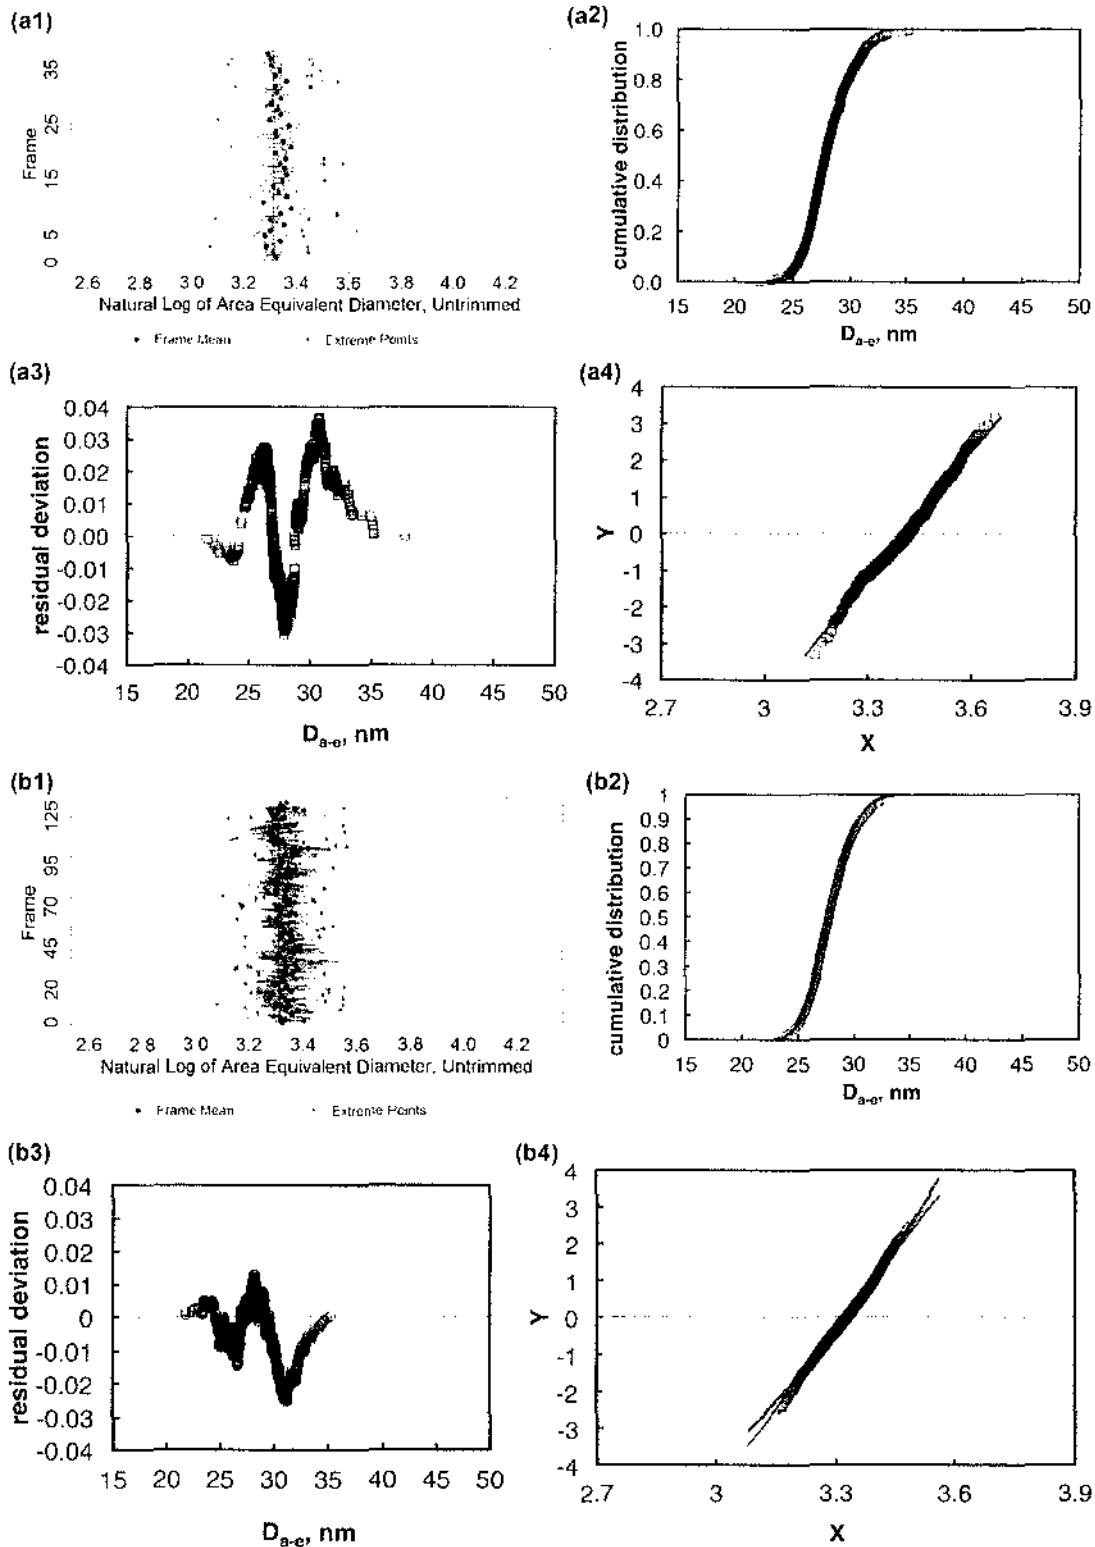 (a1)
35
25
15
5
0
Frame
2.6 2.8 3.0 3.2 3.4 3.6 3.8 4.0 4.2
Natural Log of Area Equivalent Diameter, Untrimmed
Frame Mean Extreme Points
(a2)
1.0
0.8
0.6
0.4
0.2
0.0
cumulative distribution
15 20 25 30 35 40 45 50
Da-e, nm
(a3)
0.04
0.03
0.02
0.01
0.00
-0.01
-0.02
-0.03
-0.04
residual deviation
15 20 25 30 35 40 45 50
Da-e, nm
(a4)
4
3
2
1
0
-1
-2
-3
-4
Y
2.7 3 3.3 3.6 3.9
X
(b1)
125
95
70
45
20
0
Frame
2.6 2.8 3.0 3.2 3.4 3.6 3.8 4.0 4.2
Natural Log of Area Equivalent Diameter, Untrimmed
Frame Mean Extreme Points
(b2)
1
0.9
0.8
0.7
0.6
0.5
0.4
0.3
0.2
0.1
0
cumulative distribution
15 20 25 30 35 40 45 50
Da-e, nm
(b3)
0.04
0.03
0.02
0.01
0
-0.01
-0.02
-0.03
-0.04
residual deviation
15 20 25 30 35 40 45 50
Da-e, nm
(b4)
4
3
2
1
0
-1
-2
-3
-4
Y
2.7 3 3.3 3.6 3.9
X